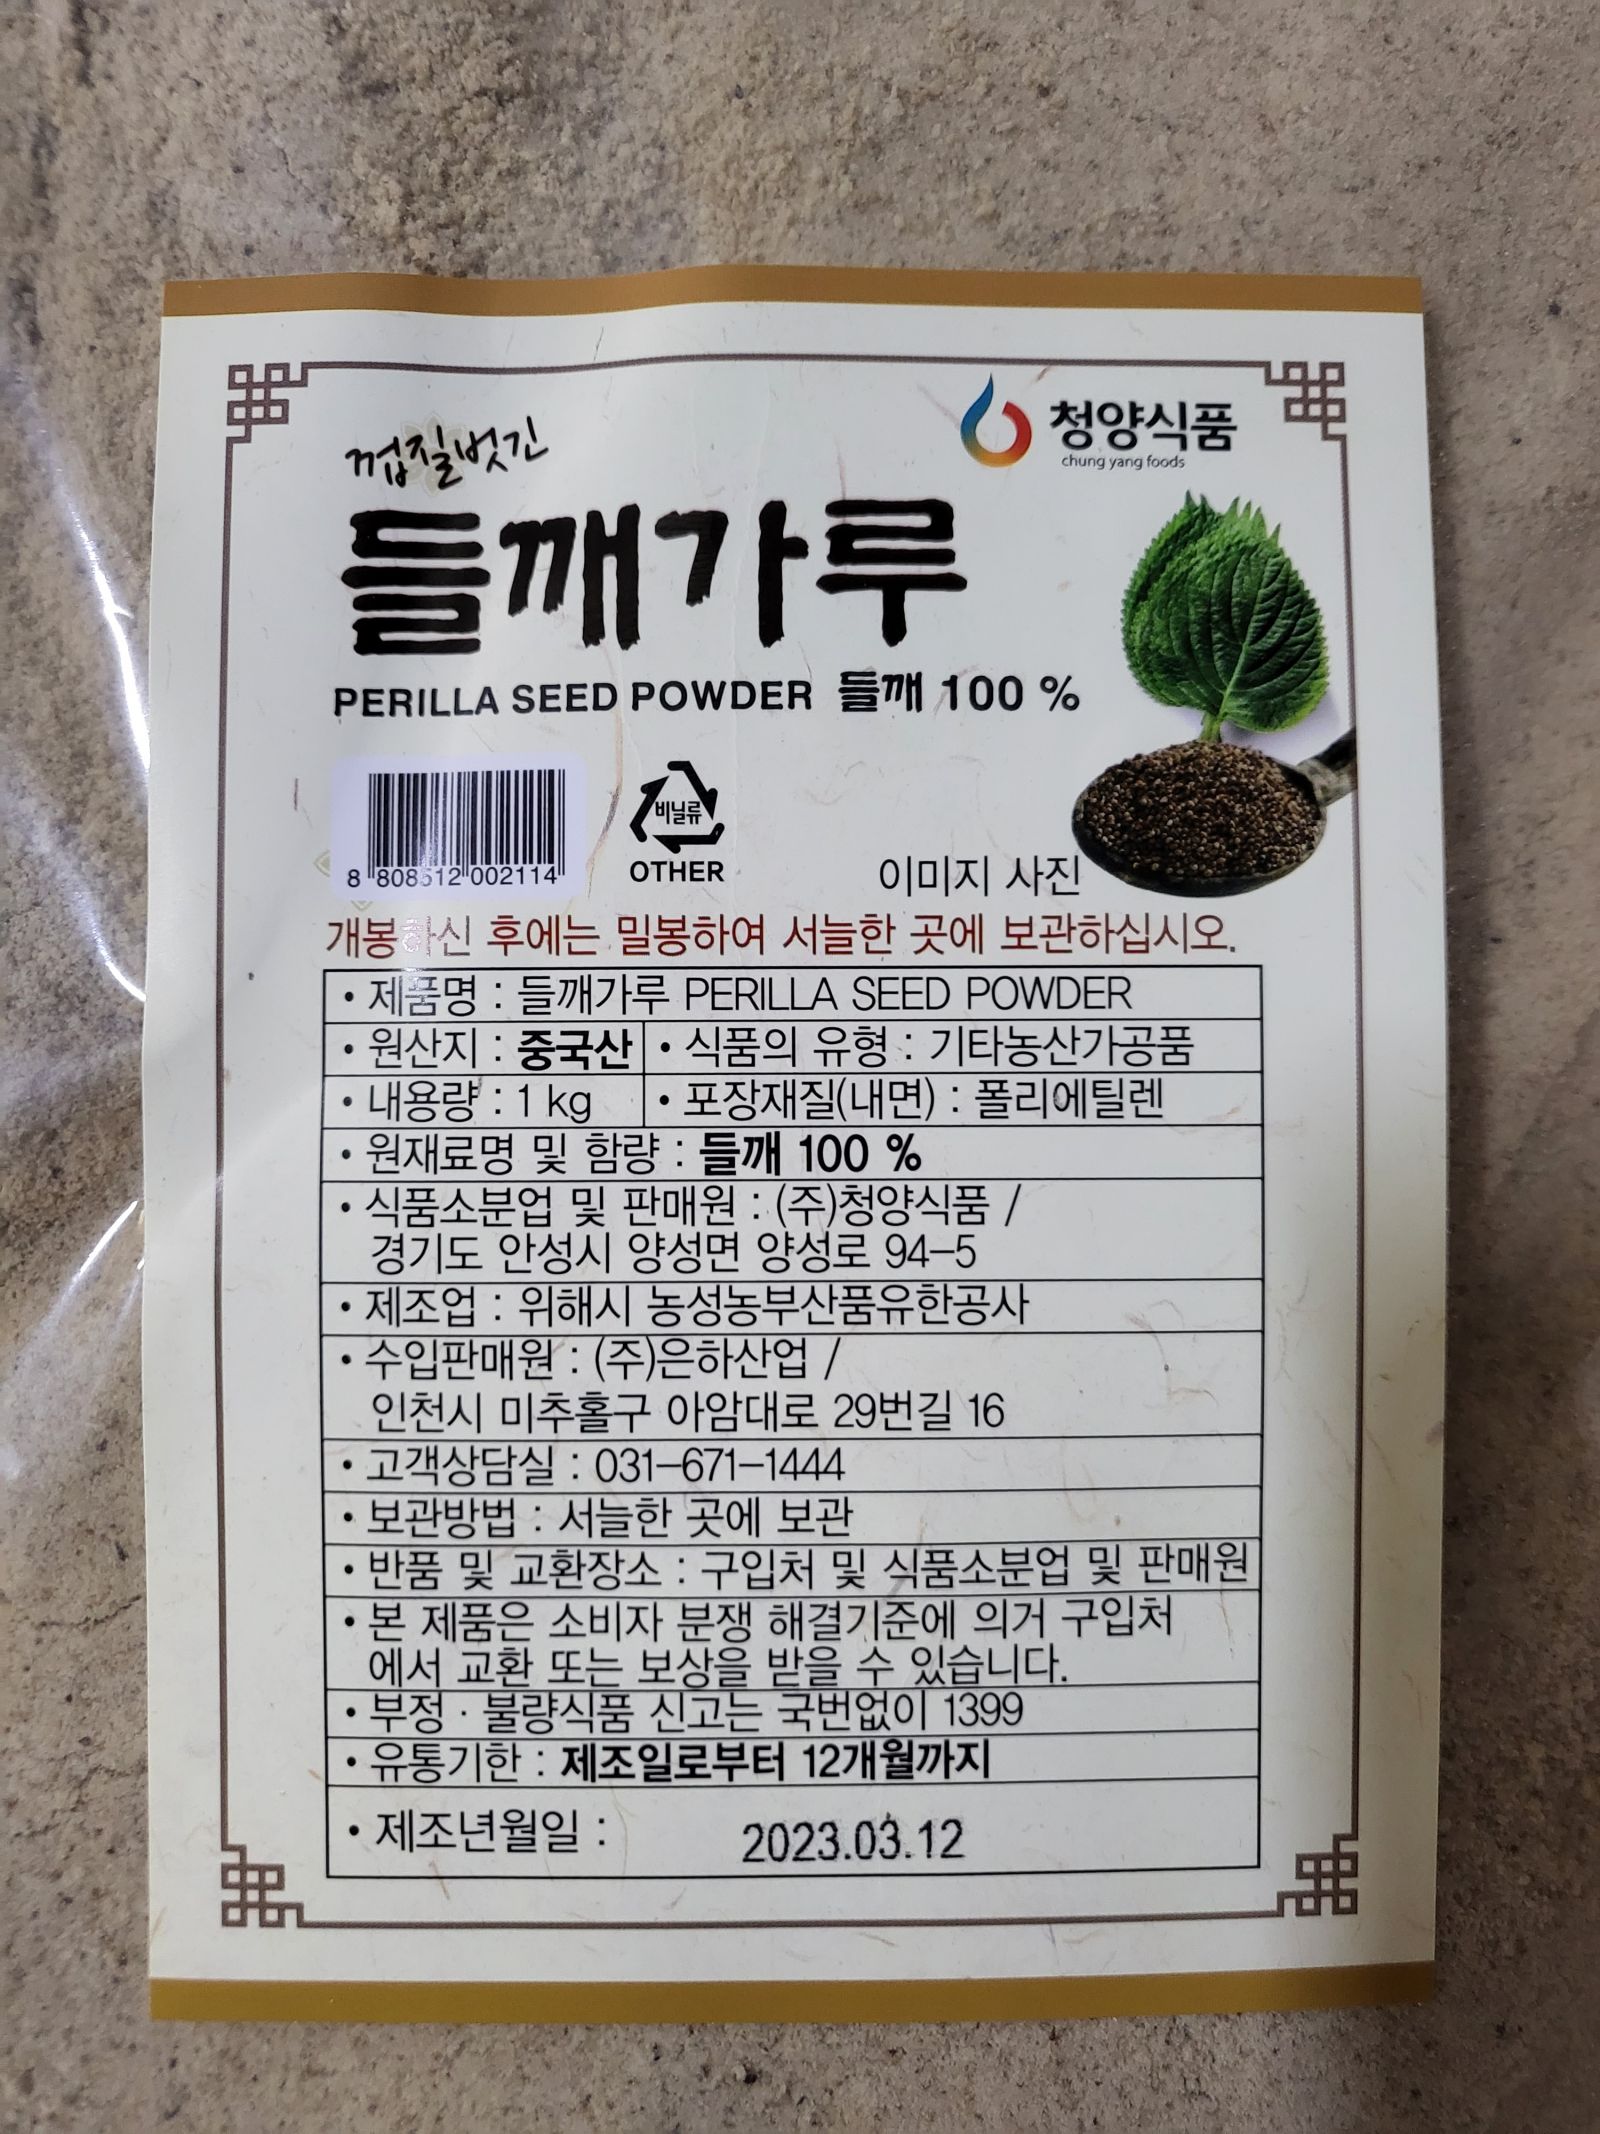 청양식품
chung yang foods
껍질벗긴
들깨가루
PERILLA SEED POWDER 들깨 100 %
비닐류
OTHER
8 808512 002114
이미지 사진
개봉하신 후에는 밀봉하여 서늘한 곳에 보관하십시오.
• 제품명 : 들깨가루 PERILLA SEED POWDER
• 원산지 : 중국산 • 식품의 유형 : 기타농산가공품
• 내용량 : 1 kg • 포장재질(내면) : 폴리에틸렌
• 원재료명 및 함량 : 들깨 100 %
• 식품소분업 및 판매원 : (주)청양식품 /
경기도 안성시 양성면 양성로 94-5
• 제조업 : 위해시 농성농부산품유한공사
• 수입판매원 : (주)은하산업 /
인천시 미추홀구 아암대로 29번길 16
• 고객상담실 : 031-671-1444
• 보관방법 : 서늘한 곳에 보관
• 반품 및 교환장소 : 구입처 및 식품소분업 및 판매원
• 본 제품은 소비자 분쟁 해결기준에 의거 구입처
에서 교환 또는 보상을 받을 수 있습니다.
• 부정 · 불량식품 신고는 국번없이 1399
• 유통기한 : 제조일로부터 12개월까지
• 제조년월일 : 2023.03.12